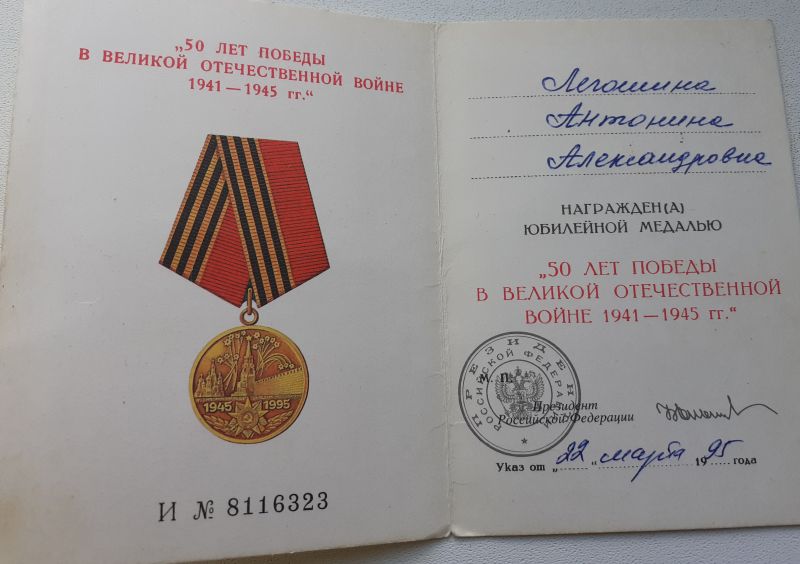 „50 ЛЕТ ПОБЕДЫ
В ВЕЛИКОЙ ОТЕЧЕСТВЕННОЙ ВОЙНЕ
1941—1945 гг.“
1945 1995
И № 8116323
Легошина
Антонина
Александровна
НАГРАЖДЕН(А)
ЮБИЛЕЙНОЙ МЕДАЛЬЮ
„50 ЛЕТ ПОБЕДЫ
В ВЕЛИКОЙ ОТЕЧЕСТВЕННОЙ
ВОЙНЕ 1941—1945 гг.“
ПРЕЗИДЕНТ
РОССИЙСКОЙ ФЕДЕРАЦИИ
М. П.
Президент
Российской Федерации
Указ от „22“ марта 1995 года